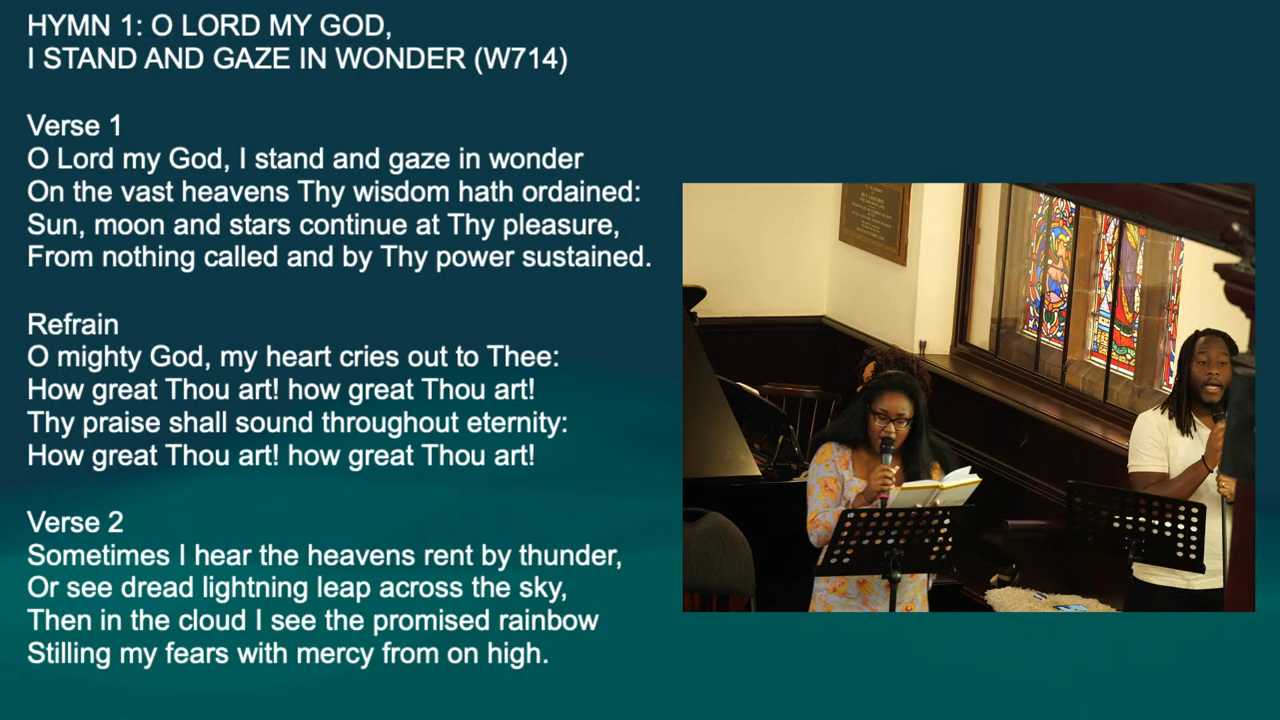 HYMN 1: O LORD MY GOD,
I STAND AND GAZE IN WONDER (W714)
Verse 1
O Lord my God, I stand and gaze in wonder
On the vast heavens Thy wisdom hath ordained:
Sun, moon and stars continue at Thy pleasure,
From nothing called and by Thy power sustained.
Refrain
O mighty God, my heart cries out to Thee:
How great Thou art! how great Thou art!
Thy praise shall sound throughout eternity:
How great Thou art! how great Thou art!
Verse 2
Sometimes I hear the heavens rent by thunder,
Or see dread lightning leap across the sky,
Then in the cloud I see the promised rainbow
Stilling my fears with mercy from on high.